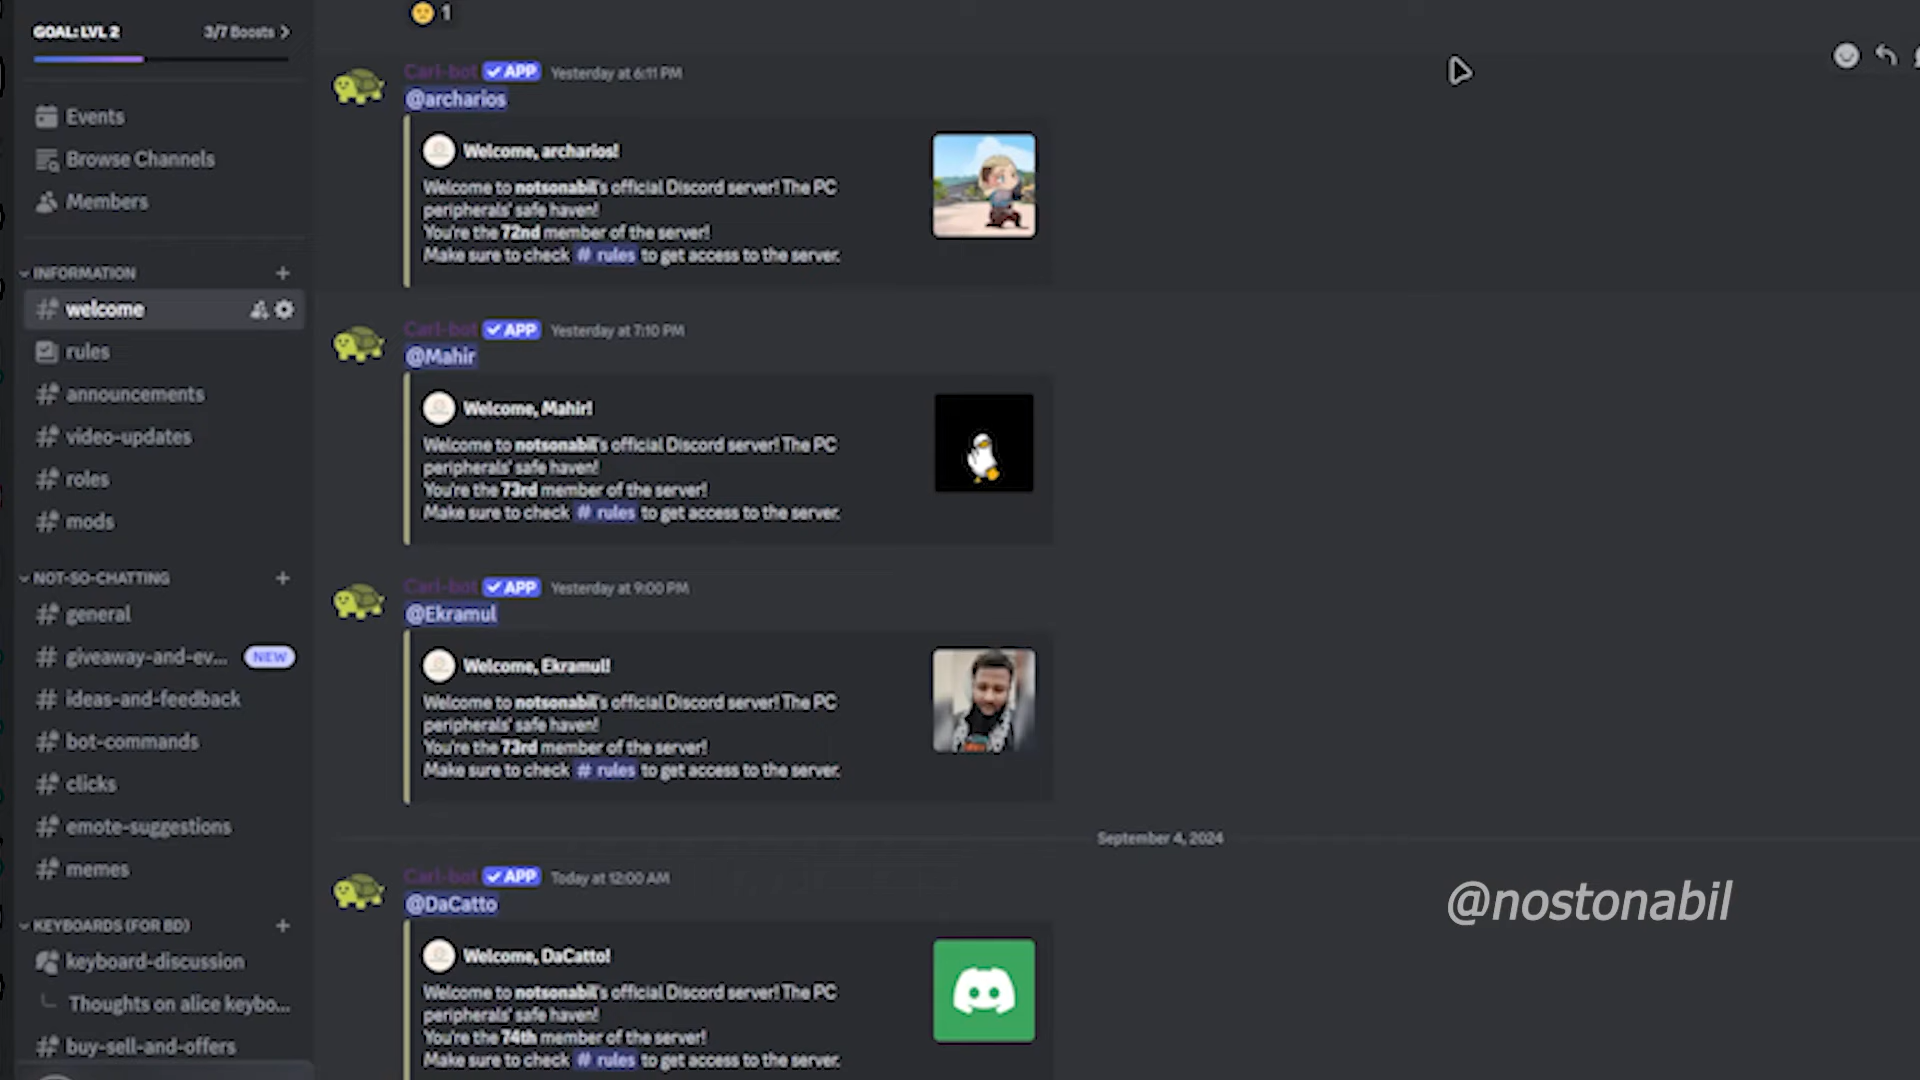 GOAL: LVL 2
3/7 Boosts
Events
Browse Channels
Members
INFORMATION
welcome
rules
announcements
video-updates
roles
mods
NOT-SO-CHATTING
general
giveaway-and-ev...
NEW
ideas-and-feedback
bot-commands
clicks
emote-suggestions
memes
KEYBOARDS (FOR BD)
keyboard-discussion
Thoughts on alice keybo...
buy-sell-and-offers
1
Carl-bot ✓ APP Yesterday at 6:11 PM
@archarios
Welcome, archarios!
Welcome to notsonabil's official Discord server! The PC
peripherals' safe haven!
You're the 72nd member of the server!
Make sure to check # rules to get access to the server.
Carl-bot ✓ APP Yesterday at 7:10 PM
@Mahir
Welcome, Mahir!
Welcome to notsonabil's official Discord server! The PC
peripherals' safe haven!
You're the 73rd member of the server!
Make sure to check # rules to get access to the server.
Carl-bot ✓ APP Yesterday at 9:00 PM
@Ekramul
Welcome, Ekramul!
Welcome to notsonabil's official Discord server! The PC
peripherals' safe haven!
You're the 73rd member of the server!
Make sure to check # rules to get access to the server.
September 4, 2024
Carl-bot ✓ APP Today at 12:00 AM
@DaCatto
Welcome, DaCatto!
Welcome to notsonabil's official Discord server! The PC
peripherals' safe haven!
You're the 74th member of the server!
Make sure to check # rules to get access to the server.
@nostonabil